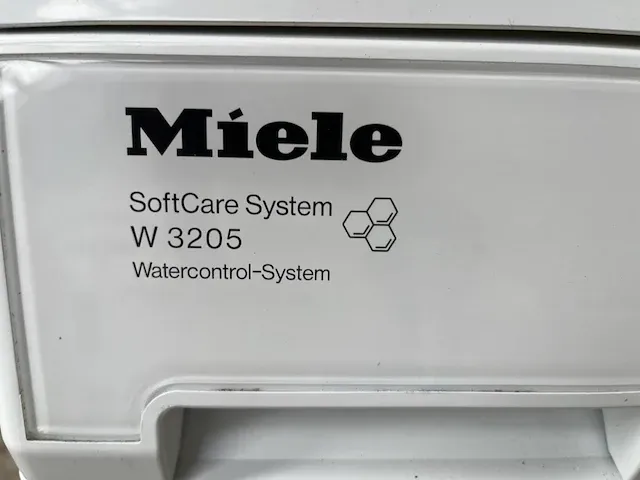 Miele
SoftCare System
W 3205
Watercontrol-System